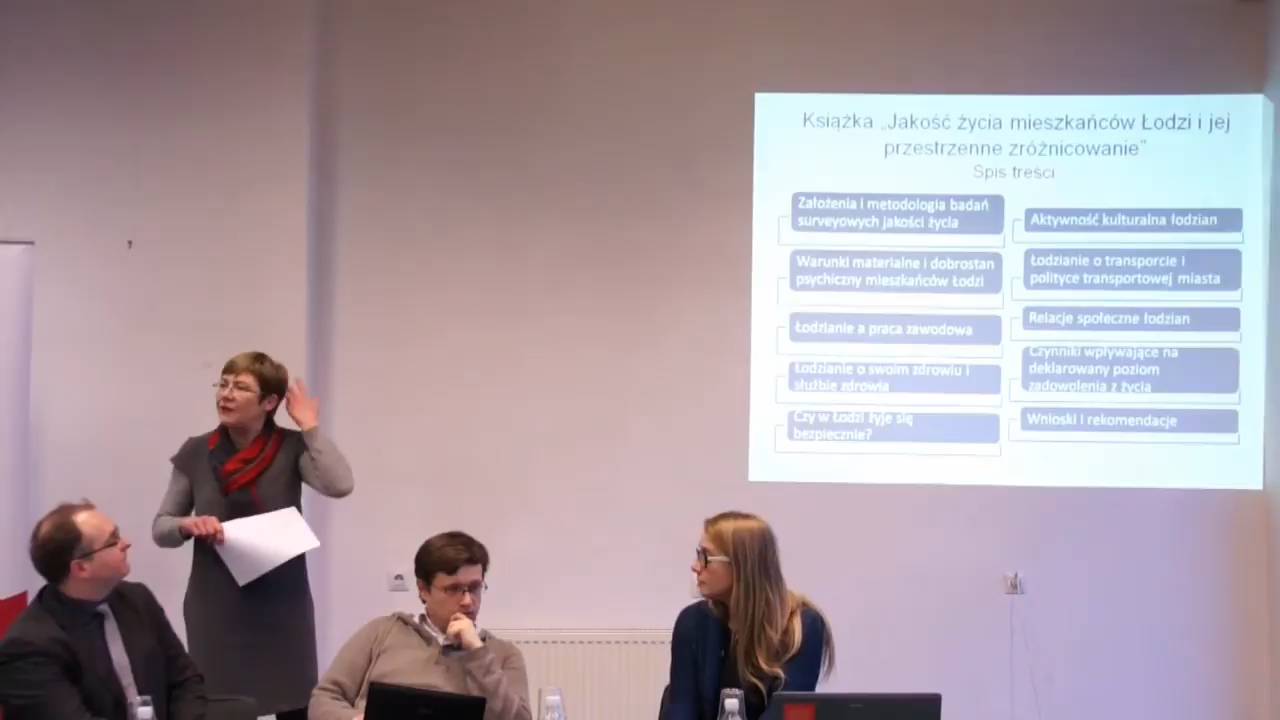 Książka „Jakość życia mieszkańców Łodzi i jej
przestrzenne zróżnicowanie”
Spis treści
Założenia i metodologia badań
surveyowych jakości życia
Warunki materialne i dobrostan
psychiczny mieszkańców Łodzi
Łodzianie a praca zawodowa
Łodzianie o swoim zdrowiu i
służbie zdrowia
Czy w Łodzi żyje się
bezpiecznie?
Aktywność kulturalna łodzian
Łodzianie o transporcie i
polityce transportowej miasta
Relacje społeczne łodzian
Czynniki wpływające na
deklarowany poziom
zadowolenia z życia
Wnioski i rekomendacje